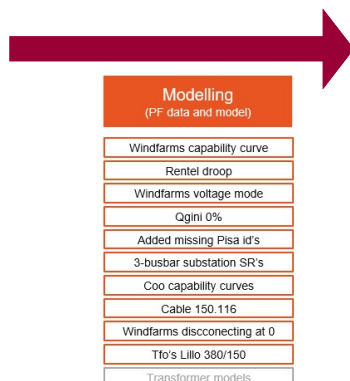 Modelling
(PF data and model)
Windfarms capability curve
Rentel droop
Windfarms voltage mode
Qgini 0%
Added missing Pisa id's
3-busbar substation SR's
Coo capability curves
Cable 150.116
Windfarms discconecting at 0
Tfo's Lillo 380/150
Transformer models